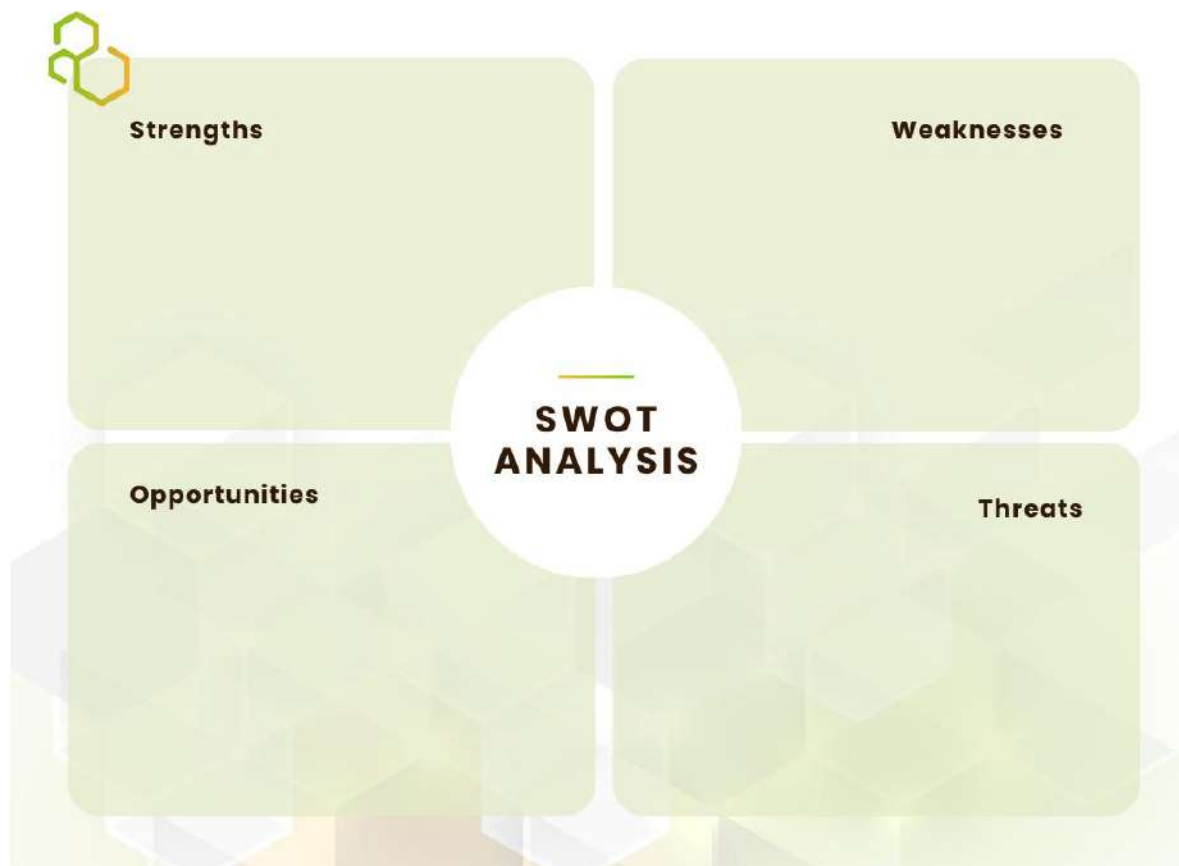 Strengths
Weaknesses
SWOT
ANALYSIS
Opportunities
Threats